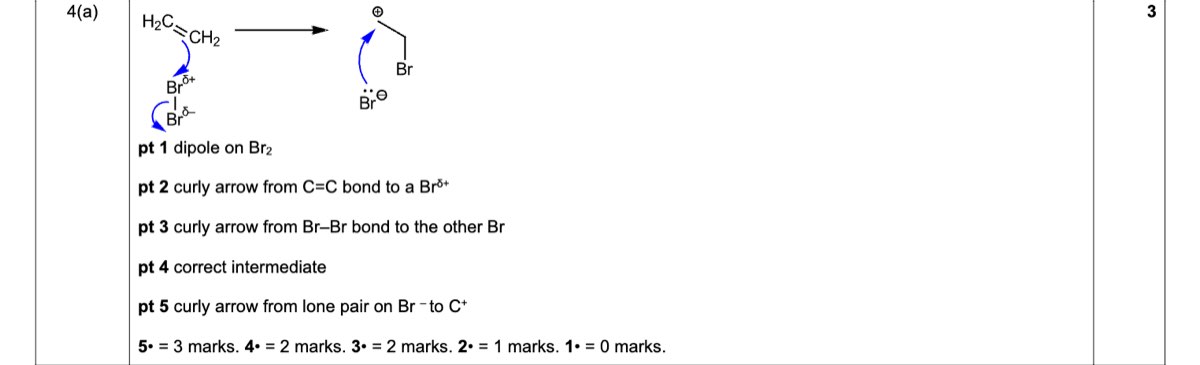 4(a)
3
H₂C
CH₂
⊕
Br
Brδ+
Brδ–
Br⊖
pt 1 dipole on Br₂
pt 2 curly arrow from C=C bond to a Brδ+
pt 3 curly arrow from Br–Br bond to the other Br
pt 4 correct intermediate
pt 5 curly arrow from lone pair on Br ⁻ to C⁺
5• = 3 marks. 4• = 2 marks. 3• = 2 marks. 2• = 1 marks. 1• = 0 marks.